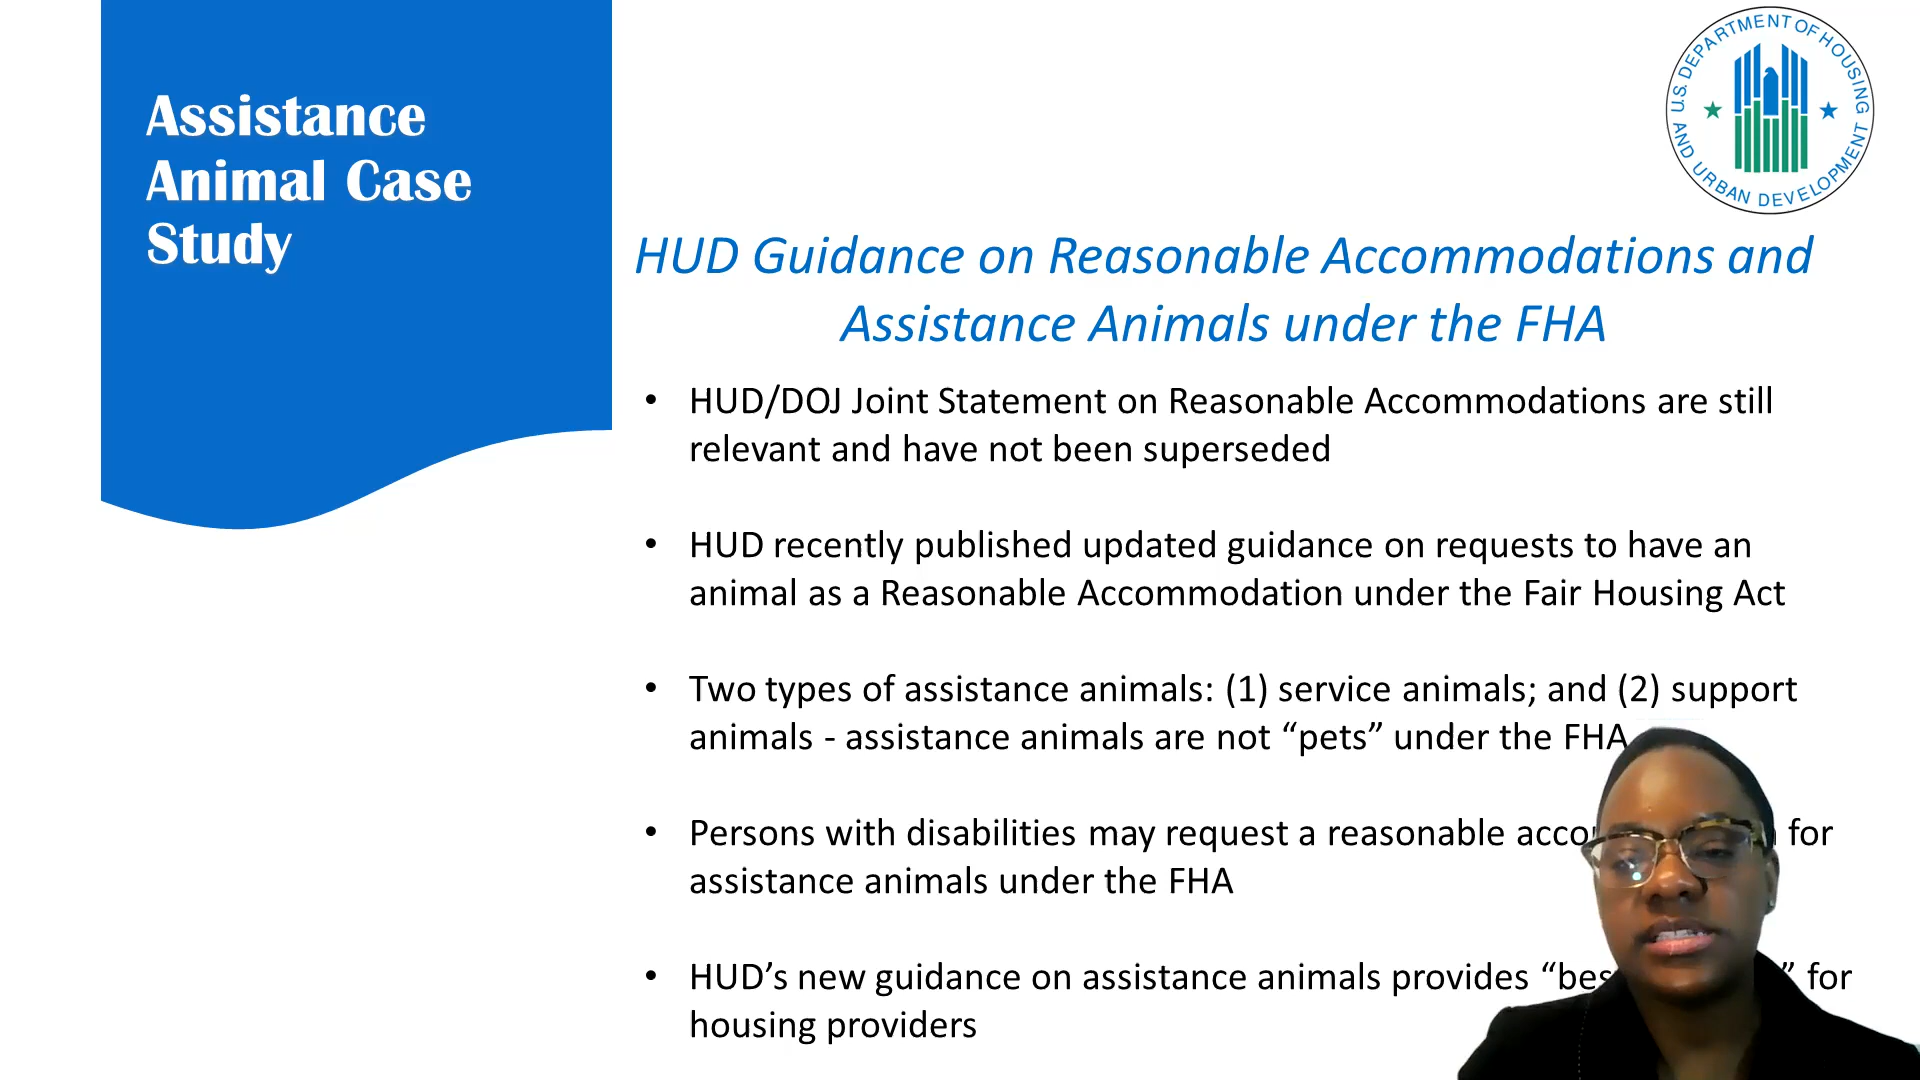 Assistance
Animal Case
Study
U.S. DEPARTMENT OF HOUSING
AND URBAN DEVELOPMENT
HUD Guidance on Reasonable Accommodations and
Assistance Animals under the FHA
• HUD/DOJ Joint Statement on Reasonable Accommodations are still
relevant and have not been superseded
• HUD recently published updated guidance on requests to have an
animal as a Reasonable Accommodation under the Fair Housing Act
• Two types of assistance animals: (1) service animals; and (2) support
animals - assistance animals are not “pets” under the FHA
• Persons with disabilities may request a reasonable for
assistance animals under the FHA
• HUD’s new guidance on assistance animals provides ” for
housing providers